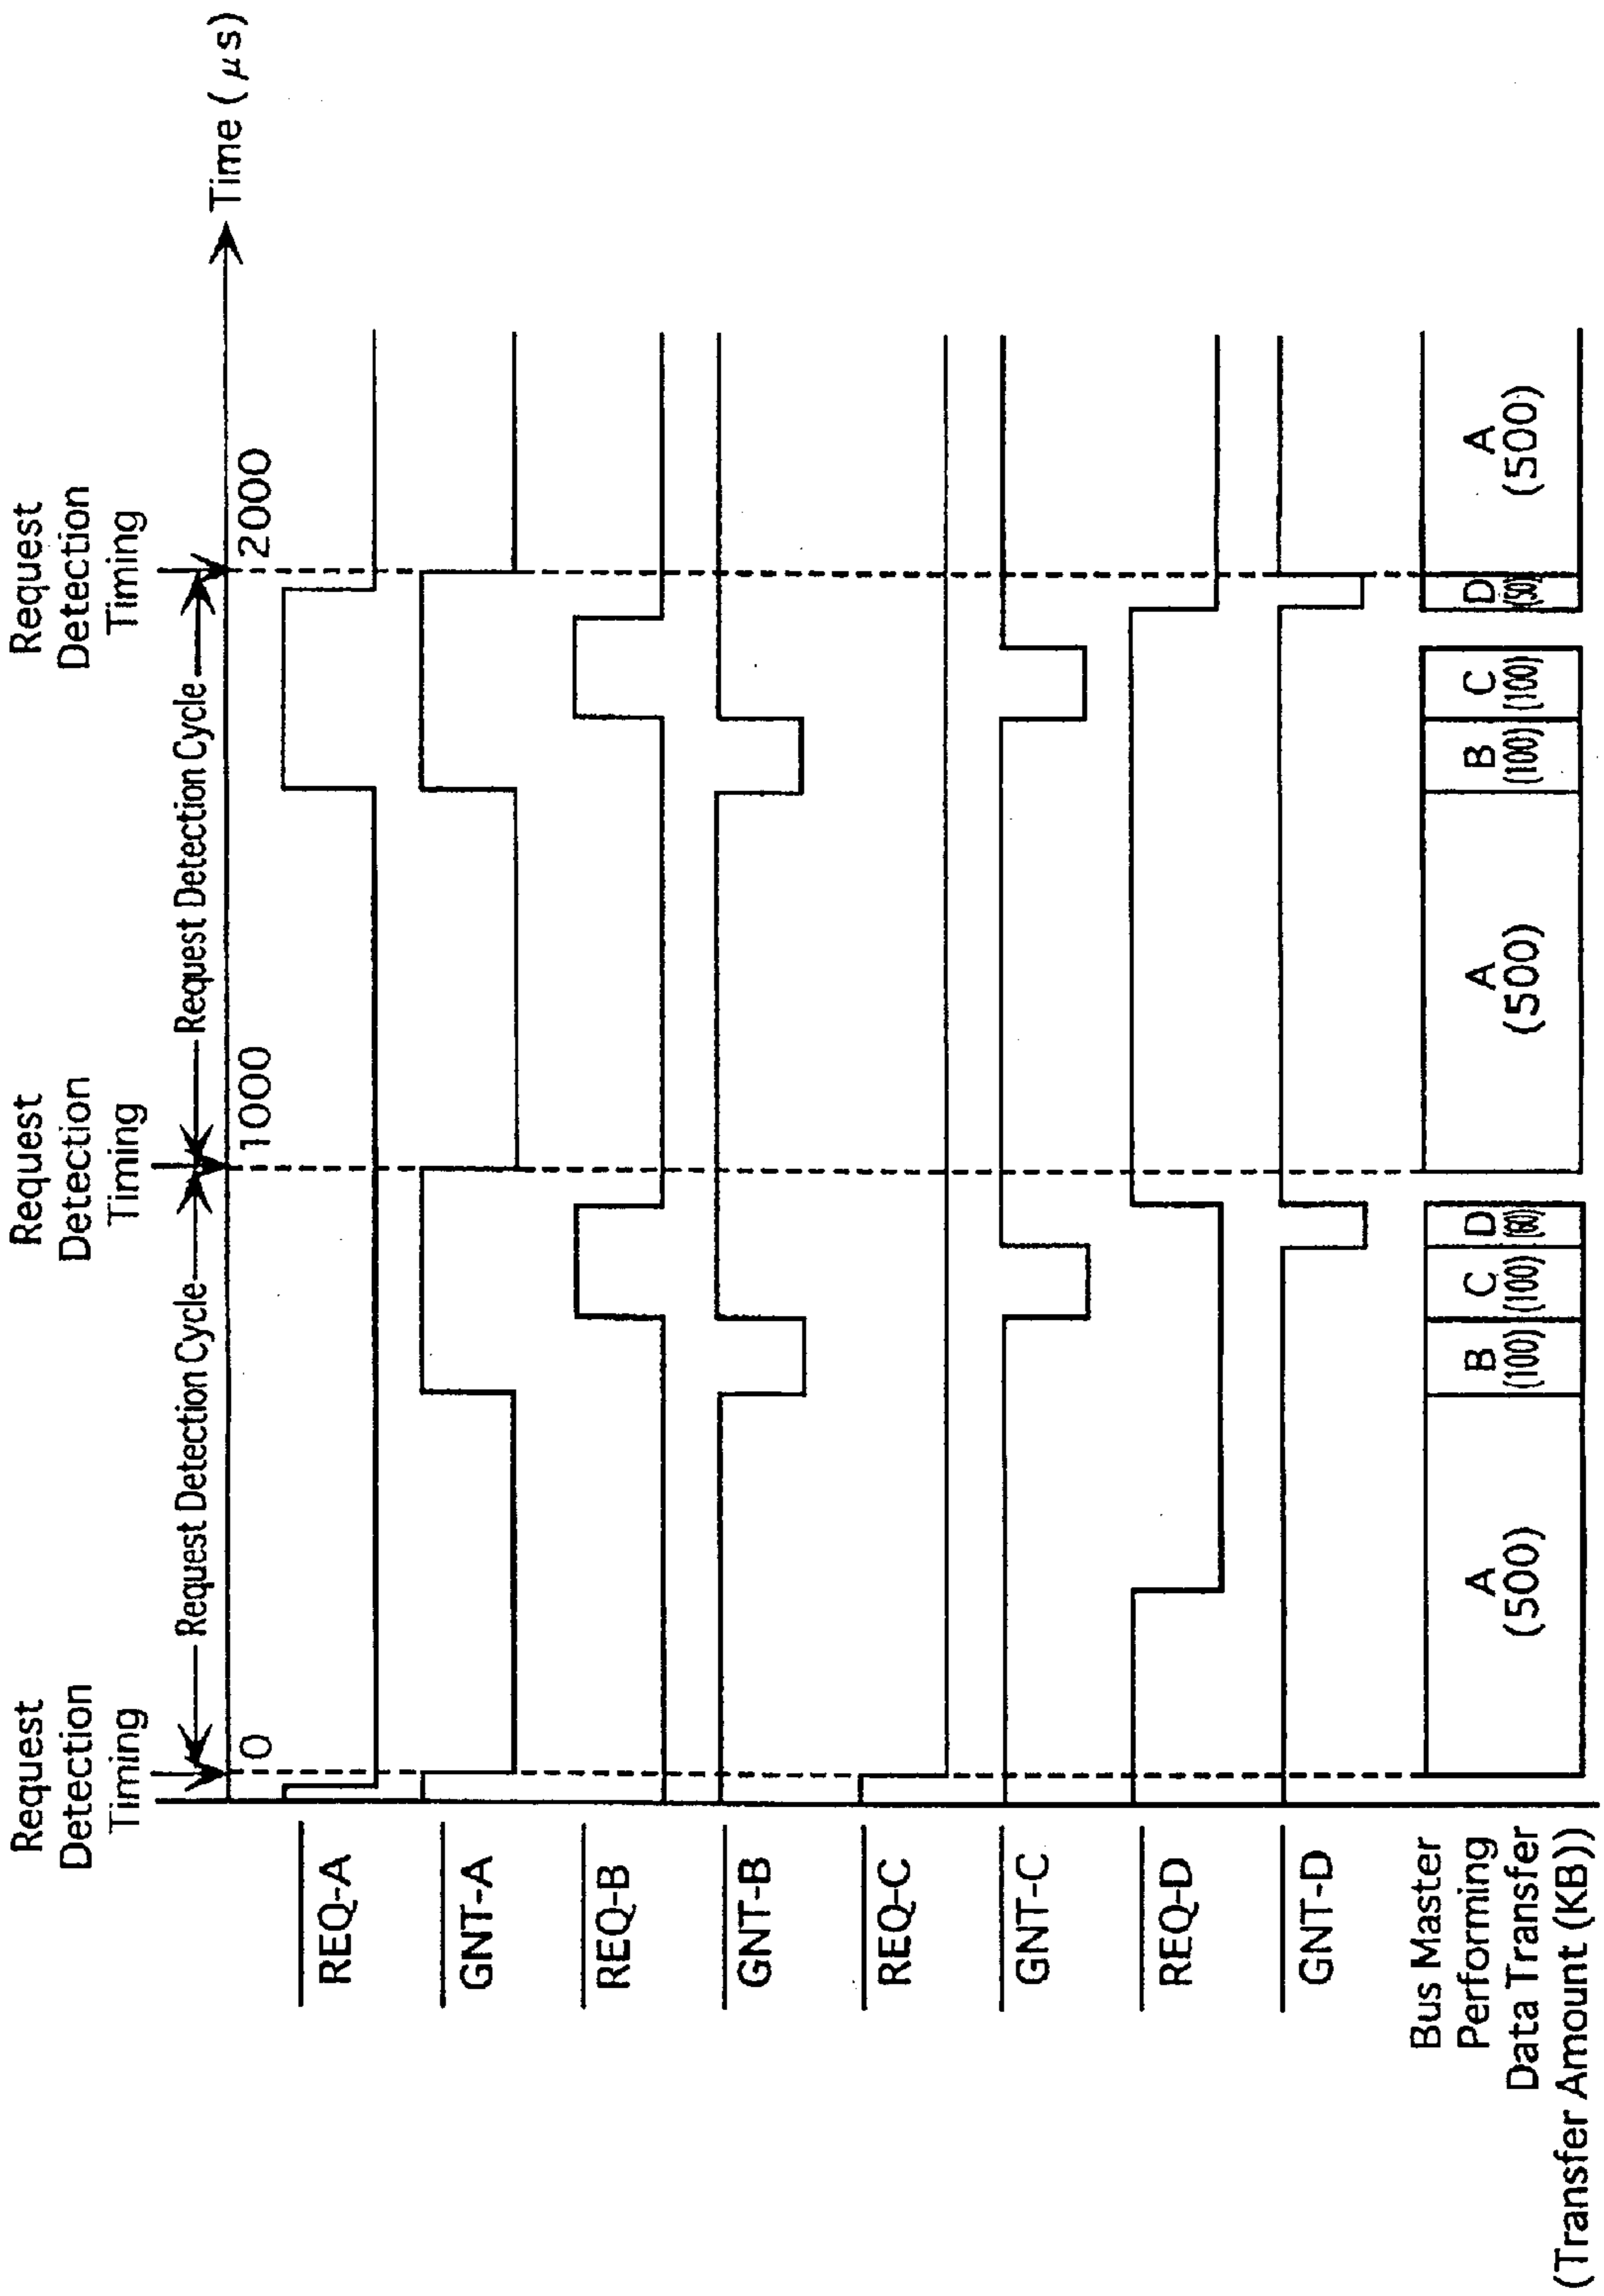 Request
Detection
Timing
Request
Detection
Timing
Request
Detection
Timing
Request Detection Cycle
Request Detection Cycle
Time ( μs)
0
1000
2000
REQ-A
GNT-A
REQ-B
GNT-B
REQ-C
GNT-C
REQ-D
GNT-D
Bus Master
Performing
Data Transfer
(Transfer Amount (KB))
A
(500)
B
(100)
C
(100)
D
(60)
A
(500)
B
(100)
C
(100)
D
(50)
A
(500)